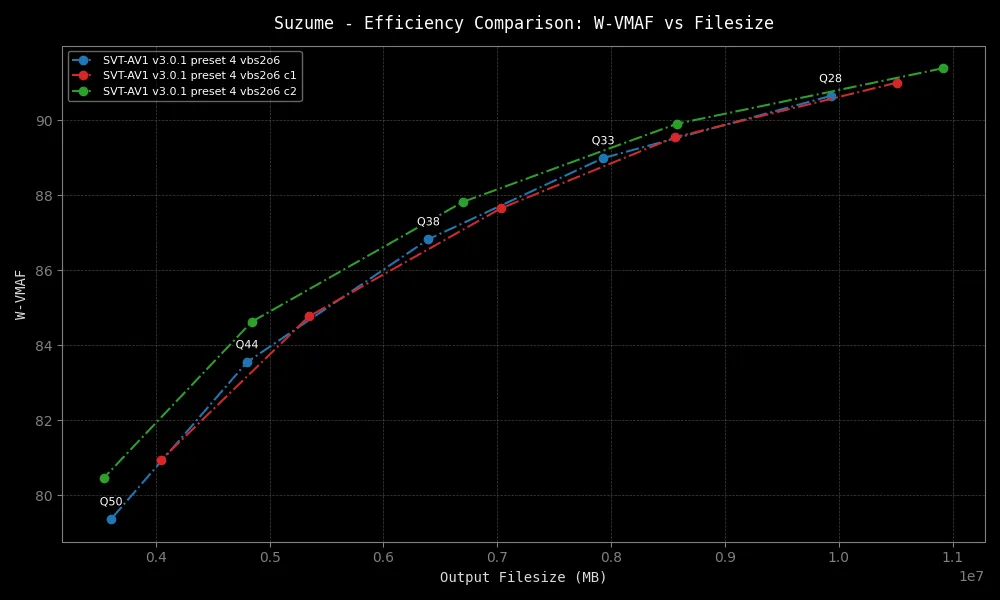 Suzume - Efficiency Comparison: W-VMAF vs Filesize
SVT-AV1 v3.0.1 preset 4 vbs2o6
SVT-AV1 v3.0.1 preset 4 vbs2o6 c1
SVT-AV1 v3.0.1 preset 4 vbs2o6 c2
Q28
Q33
Q38
Q44
Q50
90
88
86
84
82
80
W-VMAF
0.4 0.5 0.6 0.7 0.8 0.9 1.0 1.1
1e7
Output Filesize (MB)